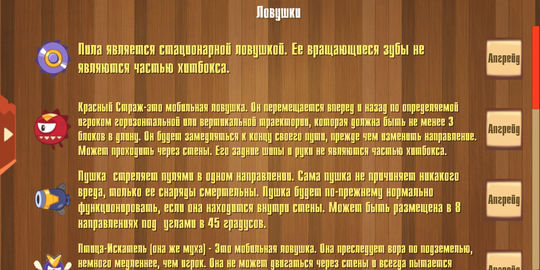 Ловушки
Пила является стационарной ловушкой. Ее вращающиеся зубы не
являются частью хитбокса.
Апгрейд
Красный Страж-это мобильная ловушка. Он перемещается вперед и назад по определяемой
игроком горизонтальной или вертикальной траектории, которая должна быть не менее 3
блоков в длину. Он будет замедляться к концу своего пути, прежде чем изменить направление.
Может проходить через стены. Его задние шипы и руки не являются частью хитбокса.
Апгрейд
Пушка стреляет пулями в одном направлении. Сама пушка не причиняет никакого
вреда, только ее снаряды смертельны. Пушка будет по-прежнему нормально
функционировать, если она находится внутри стены. Может быть размещена в 8
направлениях под углами в 45 градусов.
Апгрейд
Птица-Искатель (она же муха) - Это мобильная ловушка. Она преследует вора по подземелью,
немного медленнее, чем игрок. Она не может двигаться через стены и всегда пытается